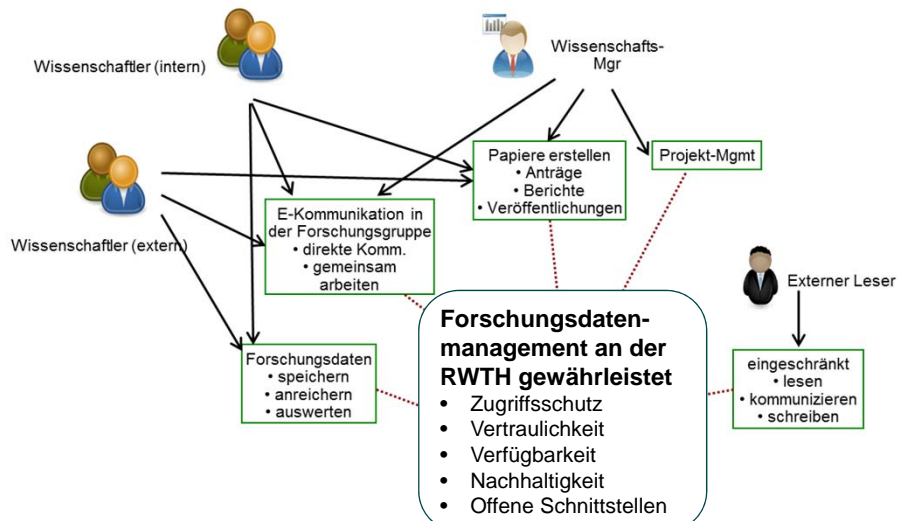 Wissenschaftler (intern)
Wissenschafts-
Mgr
Wissenschaftler (extern)
Papiere erstellen
• Anträge
• Berichte
• Veröffentlichungen
Projekt-Mgmt
E-Kommunikation in
der Forschungsgruppe
• direkte Komm.
• gemeinsam
arbeiten
Externer Leser
Forschungsdaten
• speichern
• anreichern
• auswerten
Forschungsdaten-
management an der
RWTH gewährleistet
• Zugriffsschutz
• Vertraulichkeit
• Verfügbarkeit
• Nachhaltigkeit
• Offene Schnittstellen
eingeschränkt
• lesen
• kommunizieren
• schreiben